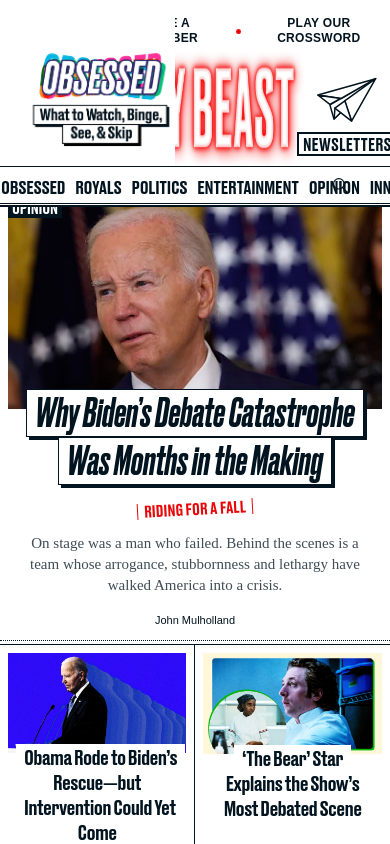 E A
BER
PLAY OUR
CROSSWORD
OBSESSED
What to Watch, Binge,
See, & Skip
Y BEAST
NEWSLETTERS
OBSESSED ROYALS POLITICS ENTERTAINMENT OPINION INN
OPINION
Why Biden's Debate Catastrophe
Was Months in the Making
RIDING FOR A FALL
On stage was a man who failed. Behind the scenes is a
team whose arrogance, stubbornness and lethargy have
walked America into a crisis.
John Mulholland
Obama Rode to Biden's
Rescue—but
Intervention Could Yet
Come
'The Bear' Star
Explains the Show's
Most Debated Scene